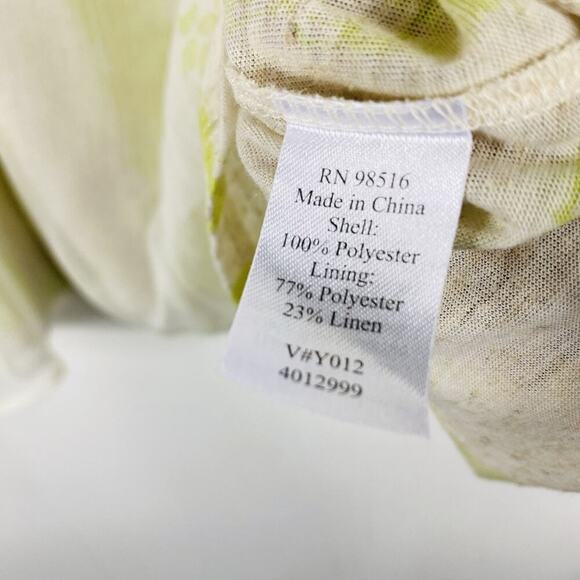 RN 98516
Made in China
Shell:
100% Polyester
Lining:
77% Polyester
23% Linen
V#Y012
4012999